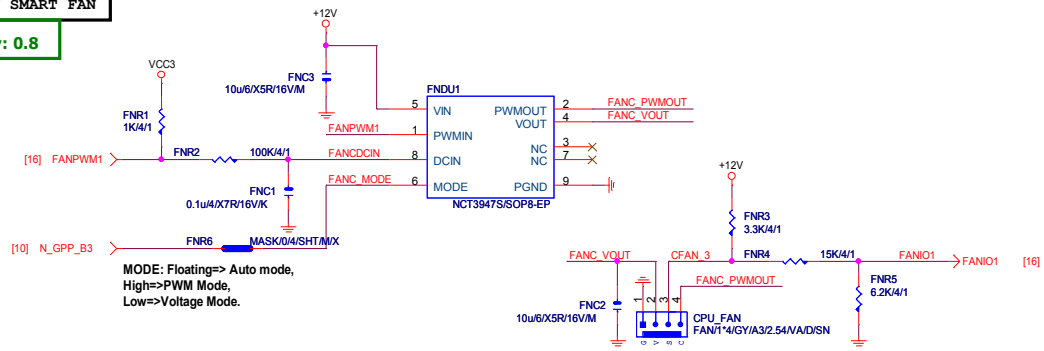 SMART FAN
: 0.8
+12V
VCC3
FNC3
10u/6/X5R/16V/M
FNDU1
FNR1
1K/4/1
5 VIN
PWMOUT 2 FANC_PWMOUT
VOUT 4 FANC_VOUT
FANPWM1 1 PWMIN
NC 3
[16] FANPWM1
FNR2 100K/4/1
FANCDCIN 8 DCIN
NC 7
FANC_MODE 6 MODE
PGND 9
FNC1
0.1u/4/X7R/16V/K
NCT3947S/SOP8-EP
+12V
[10] N_GPP_B3
FNR6 MASK/0/4/SHT/M/X
MODE: Floating=> Auto mode,
High=>PWM Mode,
Low=>Voltage Mode.
FNR3
3.3K/4/1
FANC_VOUT
CFAN_3
FNR4 15K/4/1
FANIO1
FANIO1 [16]
FANC_PWMOUT
FNR5
6.2K/4/1
1 2 3 4
FNC2
10u/6/X5R/16V/M
CPU_FAN
FAN/1*4/GY/A3/2.54/VA/D/SN
G V S C